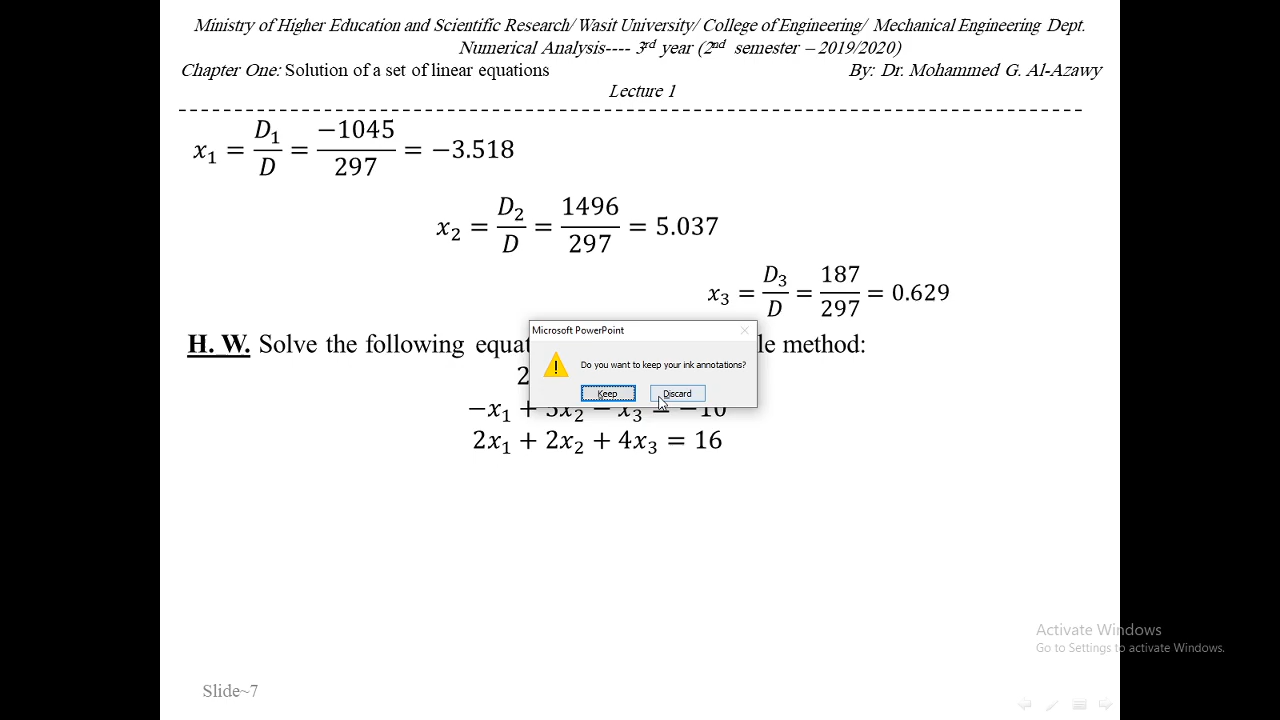 Ministry of Higher Education and Scientific Research/ Wasit University/ College of Engineering/ Mechanical Engineering Dept.
Numerical Analysis---- 3rd year (2nd semester – 2019/2020)
Chapter One: Solution of a set of linear equations By: Dr. Mohammed G. Al-Azawy
Lecture 1
x₁ = D₁/D = −1045/297 = −3.518
x₂ = D₂/D = 1496/297 = 5.037
x₃ = D₃/D = 187/297 = 0.629
H. W. Solve the following method:
Microsoft PowerPoint
Do you want to keep your ink annotations?
Keep Discard
2
−x₁ + 3x₂ − x₃ = −10
2x₁ + 2x₂ + 4x₃ = 16
Activate Windows
Go to Settings to activate Windows.
Slide~7